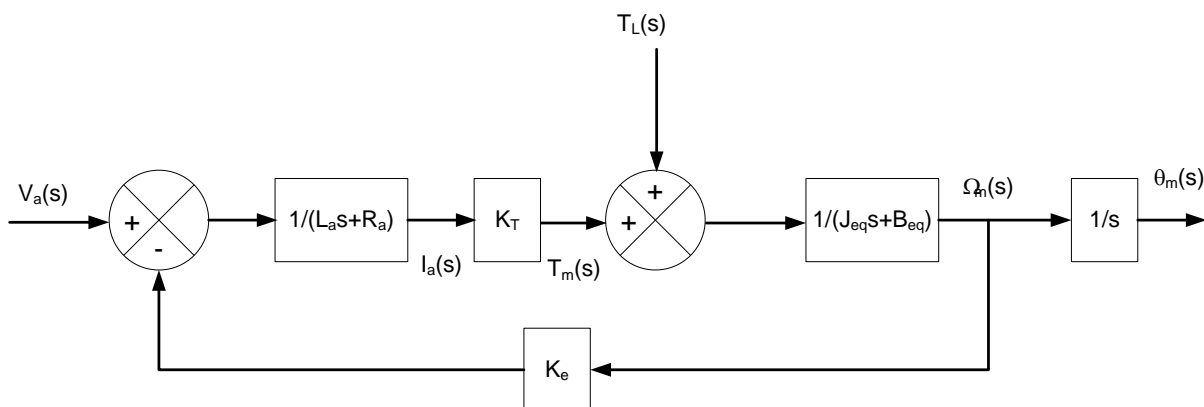 T_L(s)
V_a(s)
+
-
1/(L_as+R_a)
I_a(s)
K_T
T_m(s)
+
+
1/(J_eqs+B_eq)
Ω_m(s)
1/s
θ_m(s)
K_e